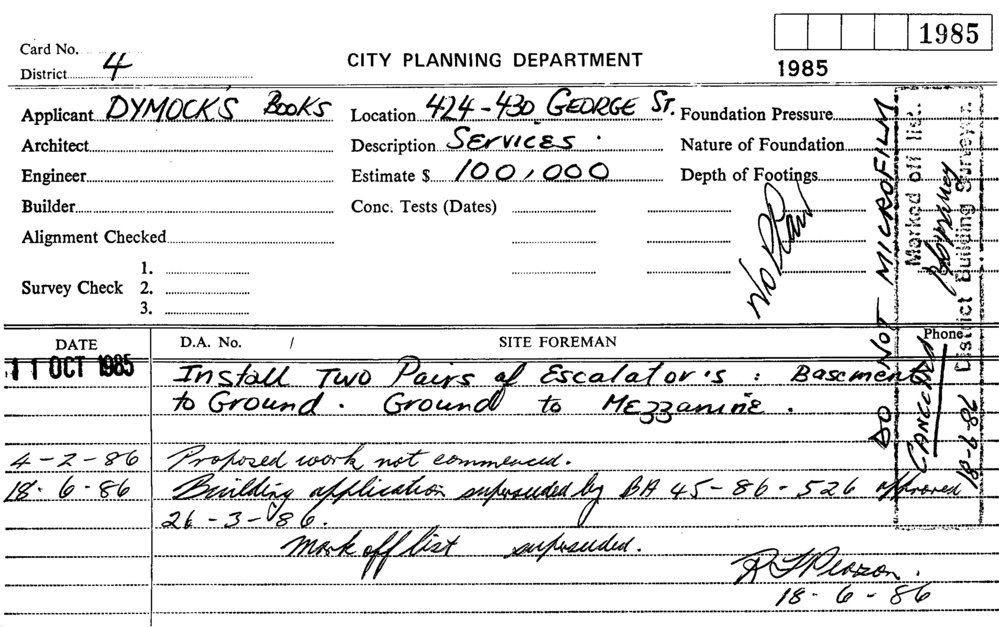 1985
Card No.
District 4
CITY PLANNING DEPARTMENT
1985
Applicant DYMOCK'S BOOKS
Location 424-430 GEORGE ST.
Foundation Pressure
Architect
Description SERVICES.
Nature of Foundation
Engineer
Estimate $ 100,000
Depth of Footings
Builder
Conc. Tests (Dates)
Alignment Checked
No Plans
Survey Check 1.
2.
3.
DO NOT MICROFILM
Marked off list.
District Building Surveyor.
CANCELLED
18-6-86
DATE D.A. No. / SITE FOREMAN Phone
11 OCT 1985 Install Two Pairs of Escalator's : Basement
to Ground. Ground to Mezzanine.
4-2-86 Proposed work not commenced.
18-6-86 Building application superseded by BA 45-86-526 approved
26-3-86.
Mark off list superseded.
R F Pearson.
18-6-86